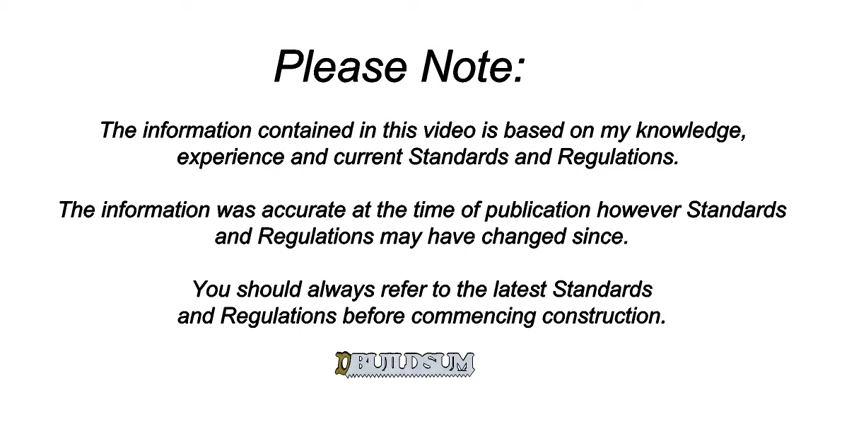 Please Note:
The information contained in this video is based on my knowledge,
experience and current Standards and Regulations.
The information was accurate at the time of publication however Standards
and Regulations may have changed since.
You should always refer to the latest Standards
and Regulations before commencing construction.
BUILDSUM